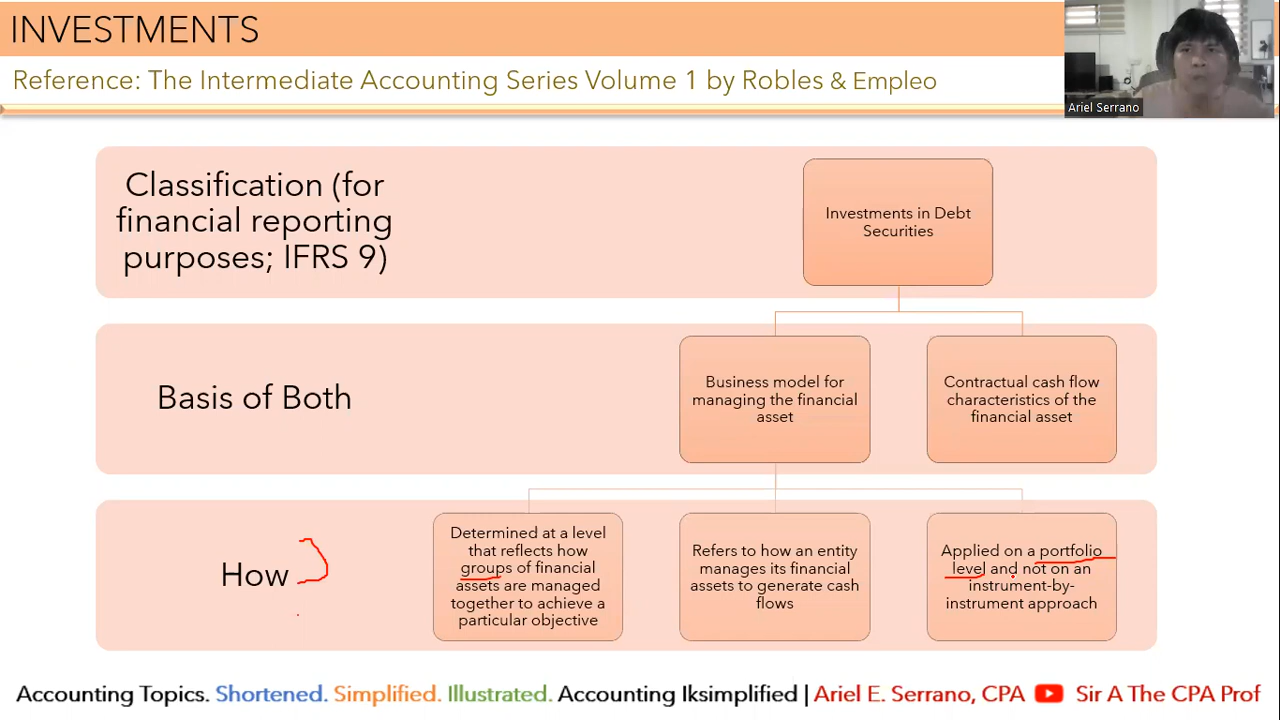 INVESTMENTS
Reference: The Intermediate Accounting Series Volume 1 by Robles & Empleo
Ariel Serrano
Classification (for
financial reporting
purposes; IFRS 9)
Investments in Debt
Securities
Basis of Both
Business model for
managing the financial
asset
Contractual cash flow
characteristics of the
financial asset
How
Determined at a level
that reflects how
groups of financial
assets are managed
together to achieve a
particular objective
Refers to how an entity
manages its financial
assets to generate cash
flows
Applied on a portfolio
level and not on an
instrument-by-
instrument approach
Accounting Topics. Shortened. Simplified. Illustrated. Accounting Iksimplified | Ariel E. Serrano, CPA Sir A The CPA Prof